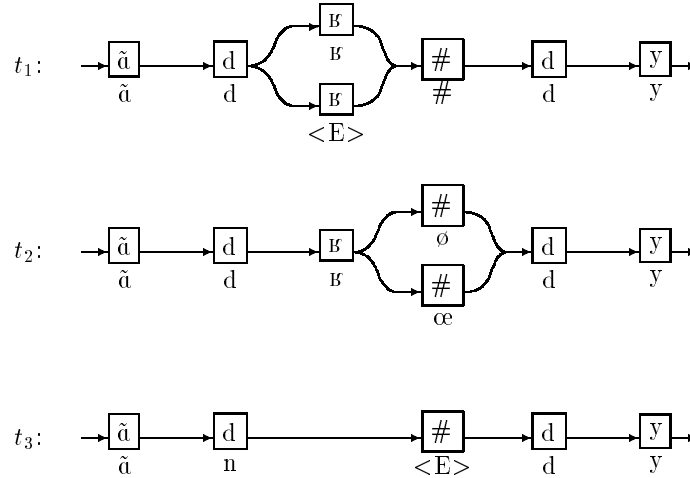 ʁ
t₁: ã d # d y
ã d ʁ # d y
ʁ
<E>
#
t₂: ã d ʁ ø d y
ã d ʁ # d y
œ
t₃: ã d # d y
ã n <E> d y